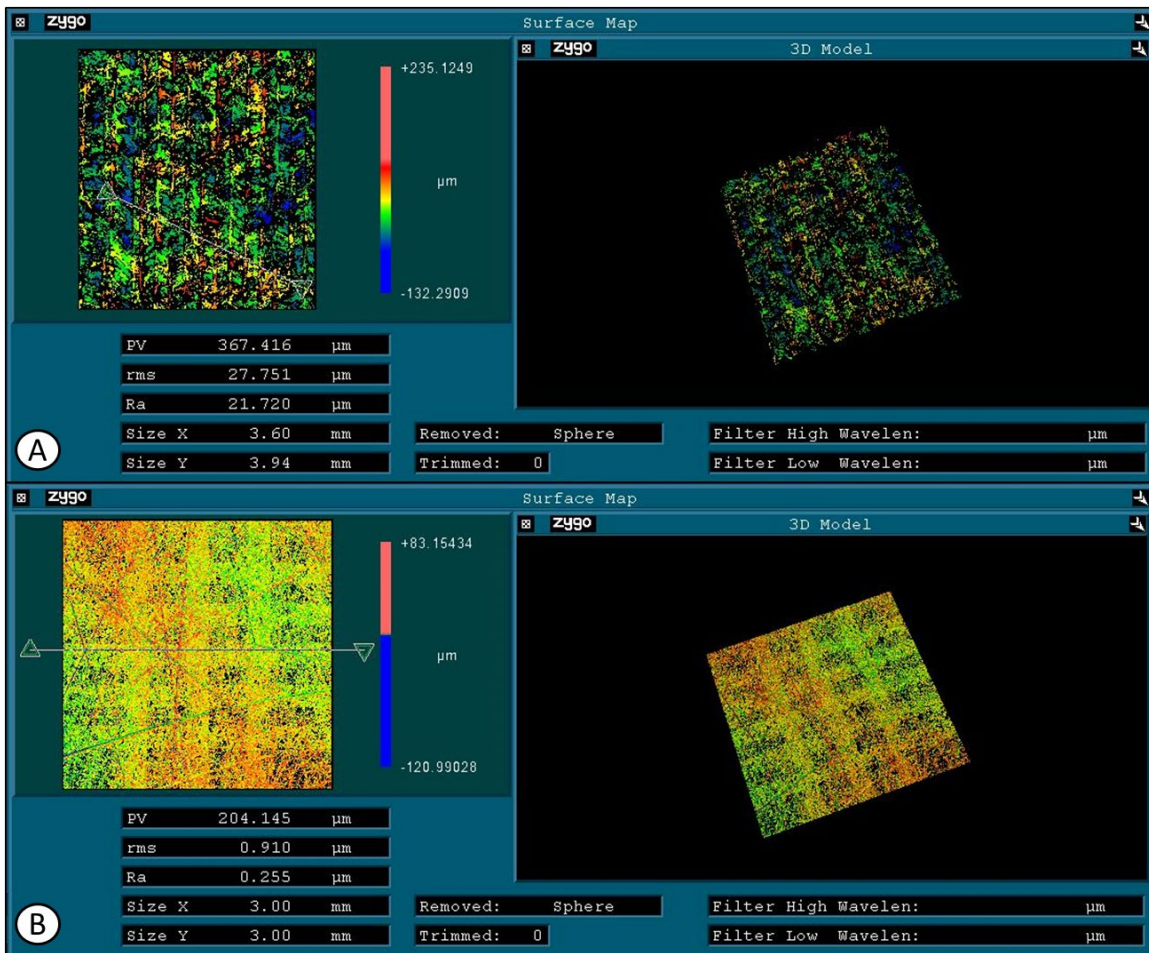 zygo Surface Map
+235.1249
µm
-132.2909
zygo 3D Model
PV 367.416 µm
rms 27.751 µm
Ra 21.720 µm
Size X 3.60 mm
Size Y 3.94 mm
Removed: Sphere
Trimmed: 0
Filter High Wavelen: µm
Filter Low Wavelen: µm
A
zygo Surface Map
+83.15434
µm
-120.99028
zygo 3D Model
PV 204.145 µm
rms 0.910 µm
Ra 0.255 µm
Size X 3.00 mm
Size Y 3.00 mm
Removed: Sphere
Trimmed: 0
Filter High Wavelen: µm
Filter Low Wavelen: µm
B